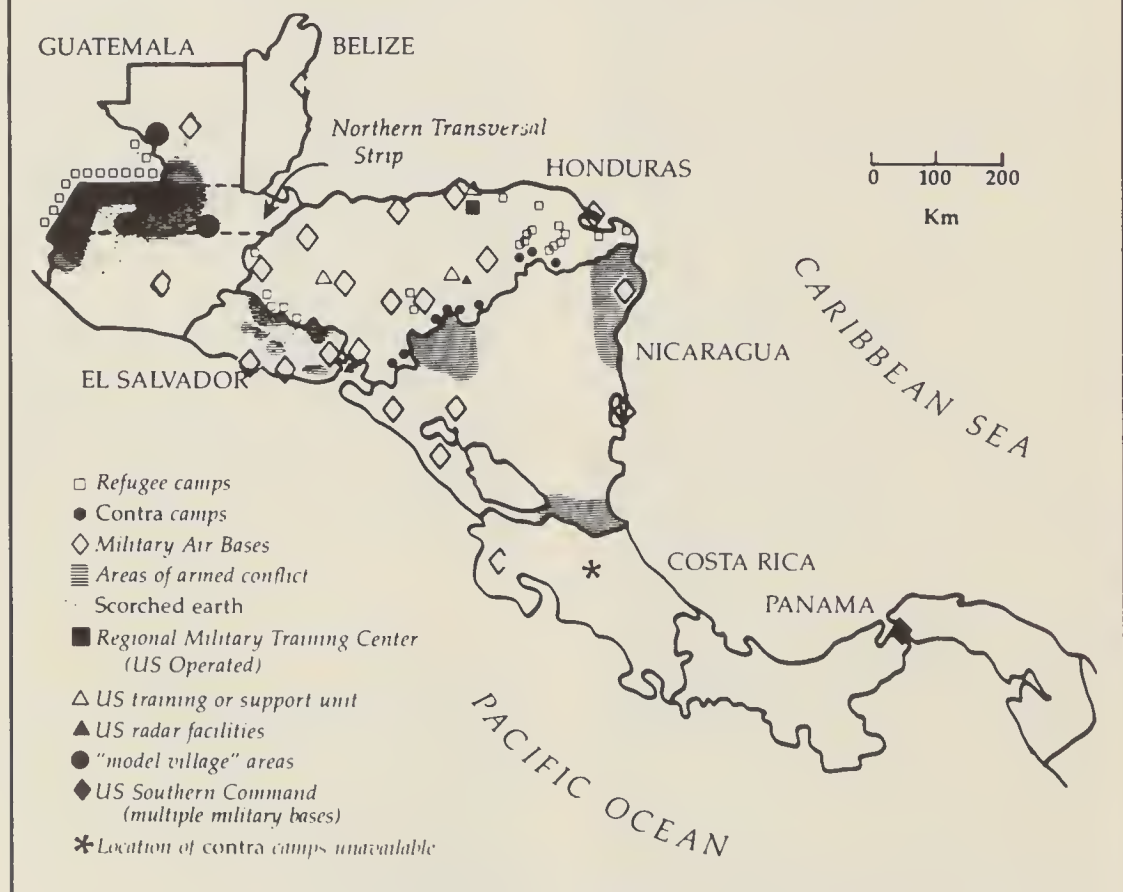 GUATEMALA
BELIZE
Northern Transversal
Strip
HONDURAS
0 100 200
Km
CARIBBEAN SEA
NICARAGUA
EL SALVADOR
□ Refugee camps
● Contra camps
◇ Military Air Bases
Areas of armed conflict
Scorched earth
■ Regional Military Training Center
(US Operated)
△ US training or support unit
▲ US radar facilities
● "model village" areas
◆ US Southern Command
(multiple military bases)
* Location of contra camps unavailable
COSTA RICA
PANAMA
PACIFIC OCEAN